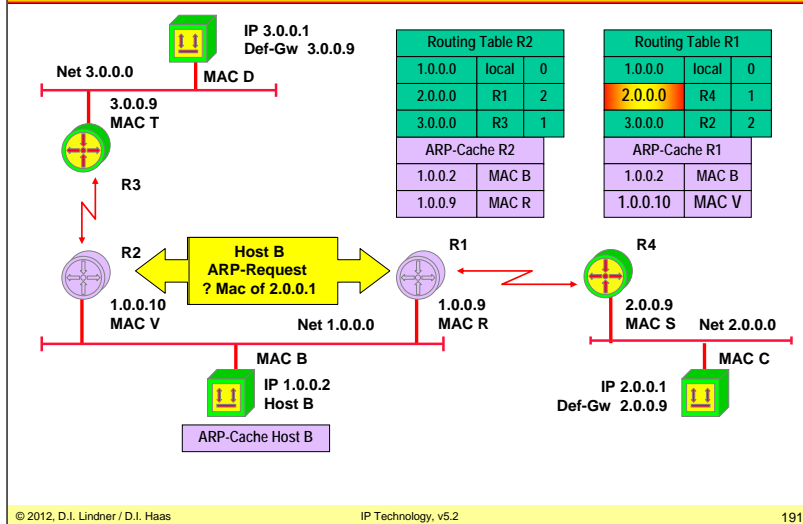 IP 3.0.0.1
Def-Gw 3.0.0.9
Net 3.0.0.0
MAC D
3.0.0.9
MAC T
R3
Routing Table R2
1.0.0.0 local 0
2.0.0.0 R1 2
3.0.0.0 R3 1
ARP-Cache R2
1.0.0.2 MAC B
1.0.0.9 MAC R
Routing Table R1
1.0.0.0 local 0
2.0.0.0 R4 1
3.0.0.0 R2 2
ARP-Cache R1
1.0.0.2 MAC B
1.0.0.10 MAC V
R2
Host B
ARP-Request
? Mac of 2.0.0.1
R1
R4
1.0.0.10
MAC V
Net 1.0.0.0
1.0.0.9
MAC R
2.0.0.9
MAC S
Net 2.0.0.0
MAC B
IP 1.0.0.2
Host B
ARP-Cache Host B
MAC C
IP 2.0.0.1
Def-Gw 2.0.0.9
© 2012, D.I. Lindner / D.I. Haas
IP Technology, v5.2
191